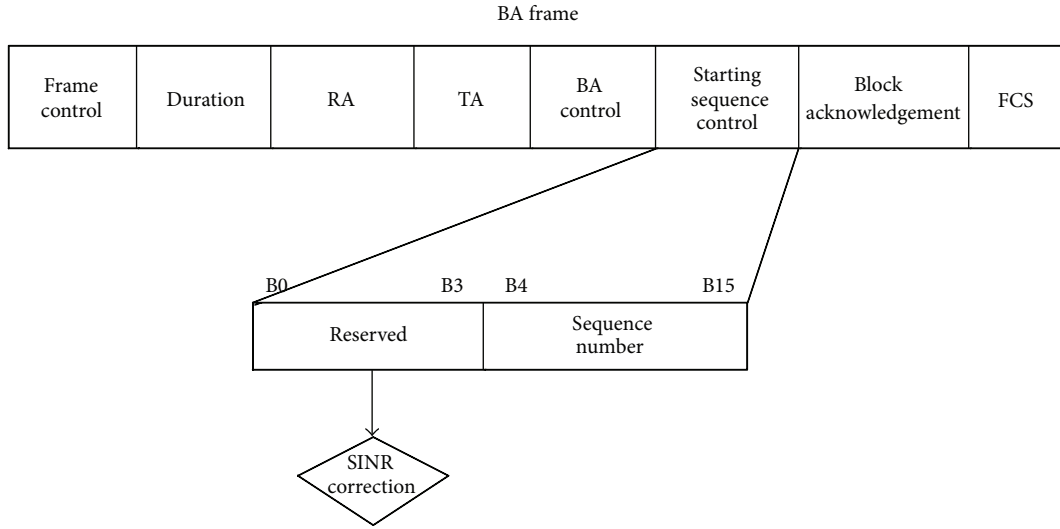 BA frame
Frame
control
Duration
RA
TA
BA
control
Starting
sequence
control
Block
acknowledgement
FCS
B0
B3
B4
B15
Reserved
Sequence
number
SINR
correction